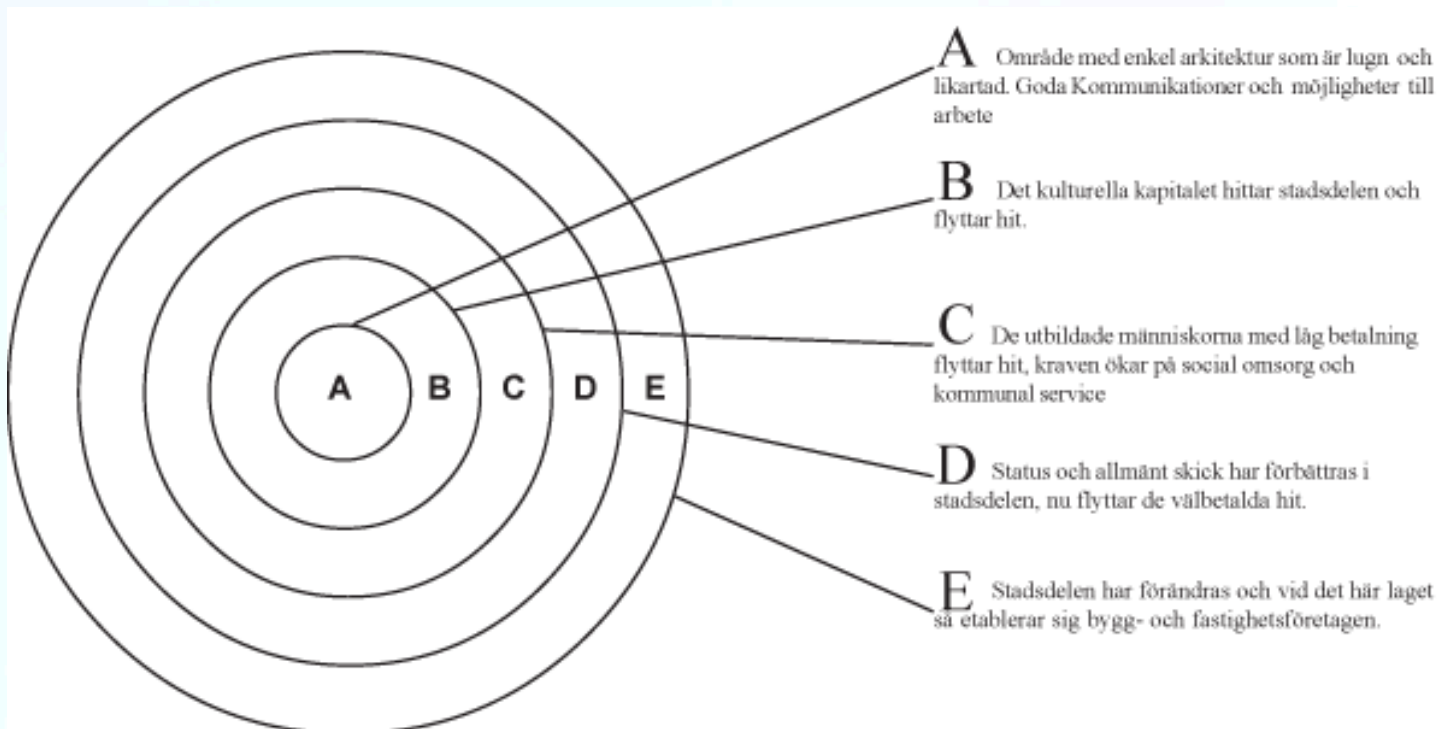 A Område med enkel arkitektur som är lugn och
likartad. Goda Kommunikationer och möjligheter till
arbete
B Det kulturella kapitalet hittar stadsdelen och
flyttar hit.
C De utbildade människorna med låg betalning
flyttar hit, kraven ökar på social omsorg och
kommunal service
D Status och allmänt skick har förbättras i
stadsdelen, nu flyttar de välbetalda hit.
E Stadsdelen har förändras och vid det här laget
så etablerar sig bygg- och fastighetsföretagen.
A B C D E